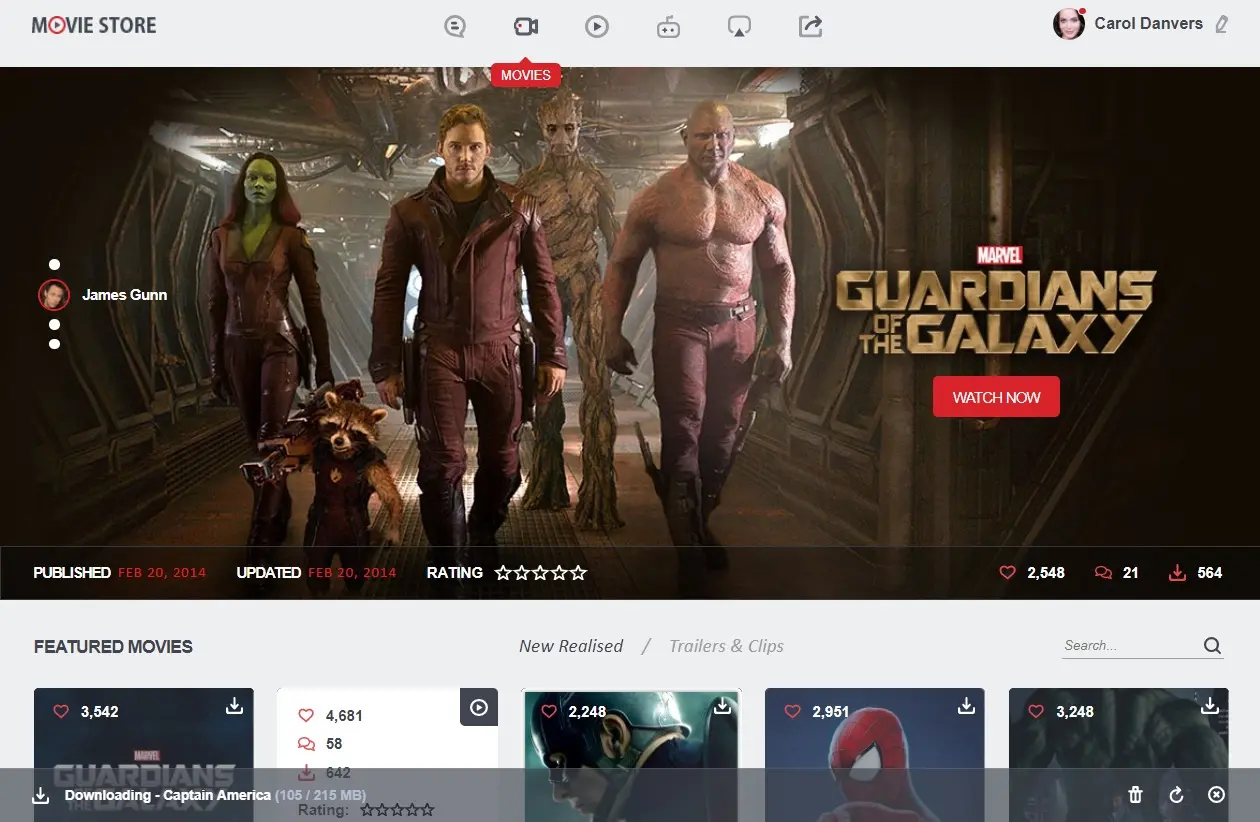 MOVIE STORE
Carol Danvers
MOVIES
James Gunn
MARVEL
GUARDIANS
OF THE GALAXY
WATCH NOW
PUBLISHED FEB 20, 2014 UPDATED FEB 20, 2014 RATING
2,548 21 564
FEATURED MOVIES
New Realised / Trailers & Clips
Search...
3,542
4,681
2,248
2,951
3,248
58
642
MARVEL
GUARDIANS
Rating:
Downloading - Captain America (105 / 215 MB)